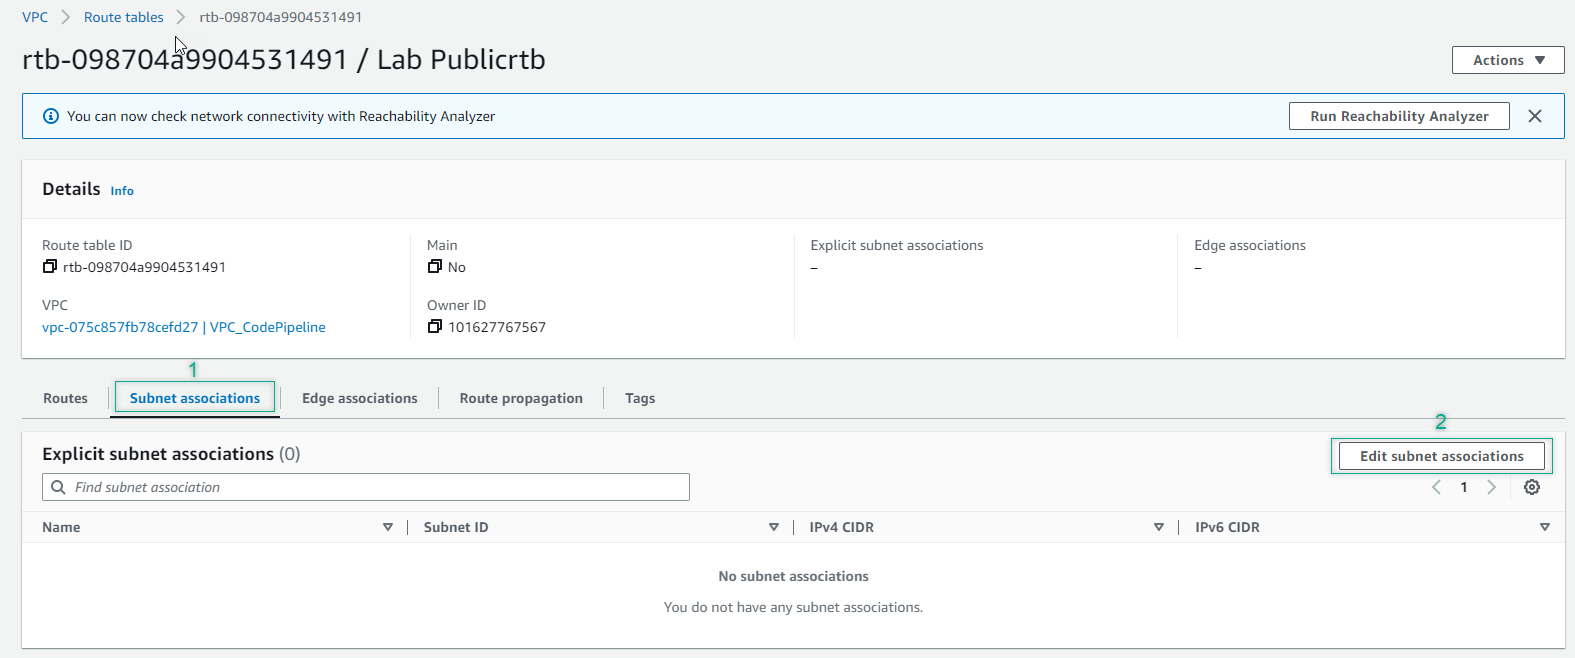 VPC > Route tables > rtb-098704a9904531491
rtb-098704a9904531491 / Lab Publicrtb
Actions
You can now check network connectivity with Reachability Analyzer
Run Reachability Analyzer
Details Info
Route table ID
rtb-098704a9904531491
VPC
vpc-075c857fb78cefd27 | VPC_CodePipeline
Main
No
Owner ID
101627767567
Explicit subnet associations
–
Edge associations
–
1
Routes Subnet associations Edge associations Route propagation Tags
2
Explicit subnet associations (0)
Edit subnet associations
Find subnet association
1
Name Subnet ID IPv4 CIDR IPv6 CIDR
No subnet associations
You do not have any subnet associations.